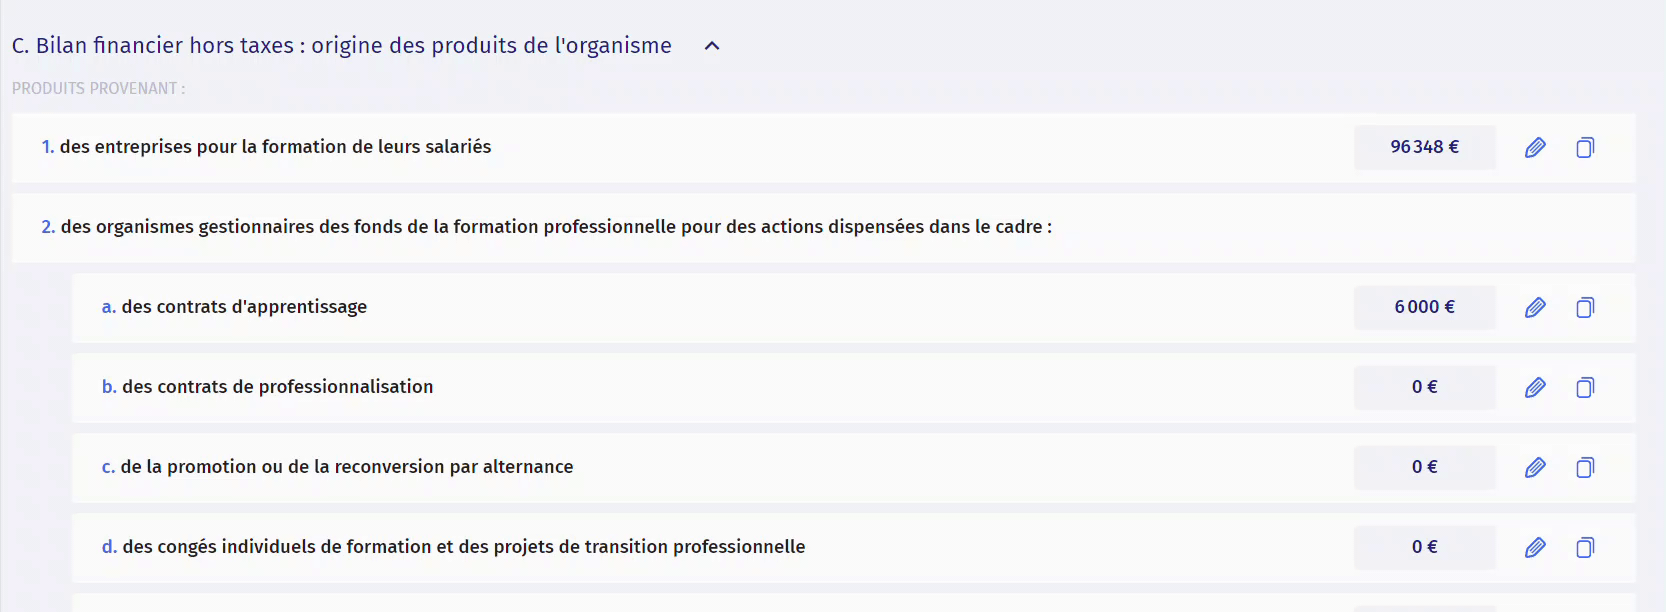 C. Bilan financier hors taxes : origine des produits de l'organisme
PRODUITS PROVENANT :
1. des entreprises pour la formation de leurs salariés 96 348 €
2. des organismes gestionnaires des fonds de la formation professionnelle pour des actions dispensées dans le cadre :
a. des contrats d'apprentissage 6 000 €
b. des contrats de professionnalisation 0 €
c. de la promotion ou de la reconversion par alternance 0 €
d. des congés individuels de formation et des projets de transition professionnelle 0 €